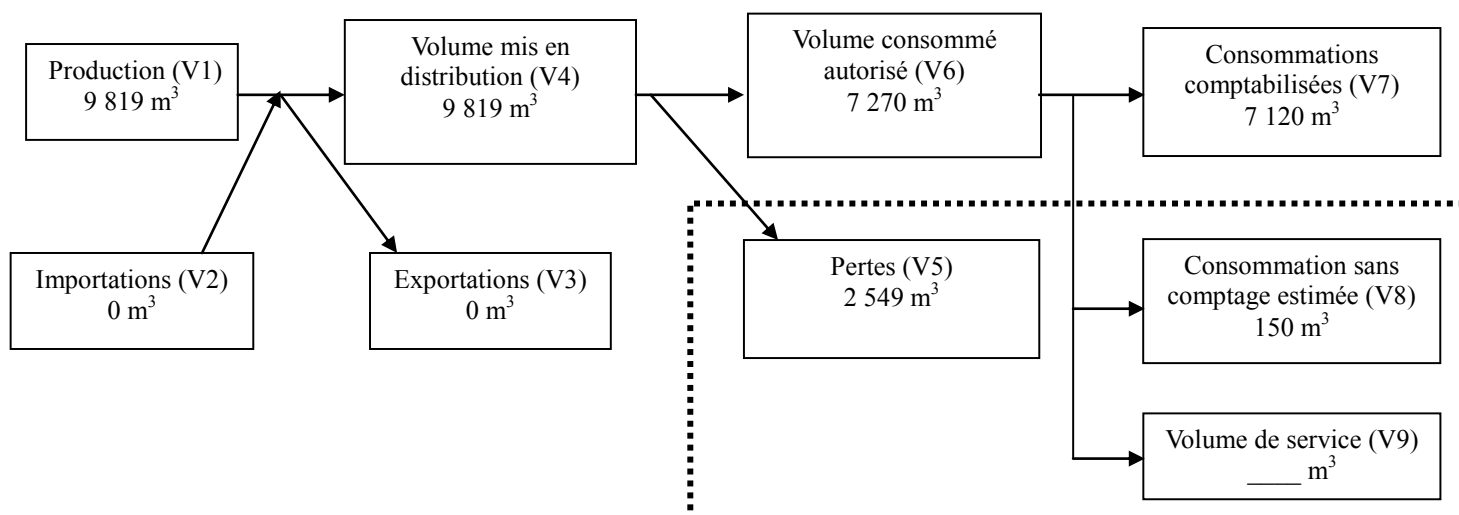 Production (V1)
9 819 m³
Volume mis en
distribution (V4)
9 819 m³
Volume consommé
autorisé (V6)
7 270 m³
Consommations
comptabilisées (V7)
7 120 m³
Importations (V2)
0 m³
Exportations (V3)
0 m³
Pertes (V5)
2 549 m³
Consommation sans
comptage estimée (V8)
150 m³
Volume de service (V9)
____ m³